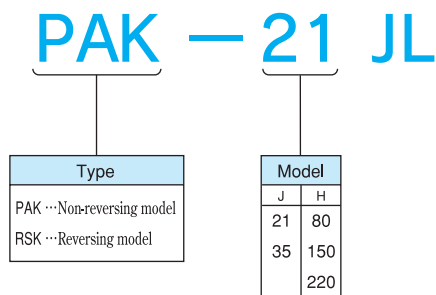 PAK — 21 JL
Type
PAK ⋯Non-reversing model
RSK ⋯Reversing model
Model
J H
21 80
35 150
220